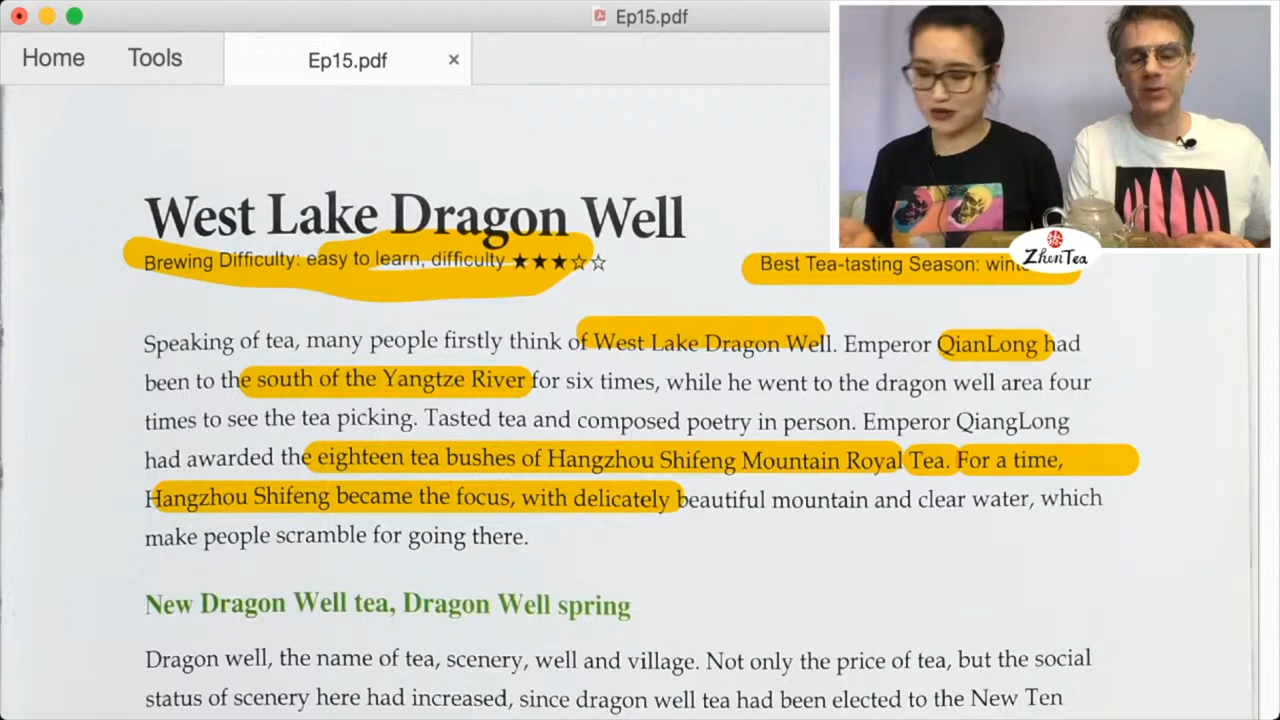 Ep15.pdf
Home Tools Ep15.pdf ×
West Lake Dragon Well
Brewing Difficulty: easy to learn, difficulty ★★★☆☆
Best Tea-tasting Season:
ZhenTea
Speaking of tea, many people firstly think of West Lake Dragon Well. Emperor QianLong had
been to the south of the Yangtze River for six times, while he went to the dragon well area four
times to see the tea picking. Tasted tea and composed poetry in person. Emperor QiangLong
had awarded the eighteen tea bushes of Hangzhou Shifeng Mountain Royal Tea. For a time,
Hangzhou Shifeng became the focus, with delicately beautiful mountain and clear water, which
make people scramble for going there.
New Dragon Well tea, Dragon Well spring
Dragon well, the name of tea, scenery, well and village. Not only the price of tea, but the social
status of scenery here had increased, since dragon well tea had been elected to the New Ten